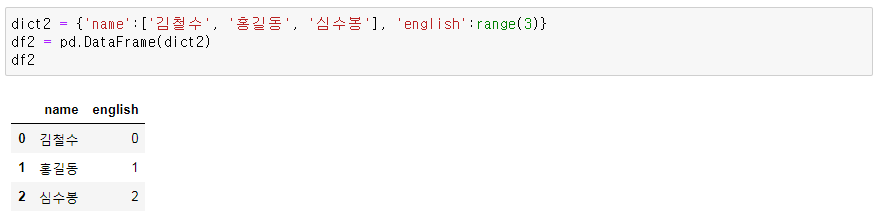 dict2 = {'name':['김철수', '홍길동', '심수봉'], 'english':range(3)}
df2 = pd.DataFrame(dict2)
df2
name english
0 김철수 0
1 홍길동 1
2 심수봉 2